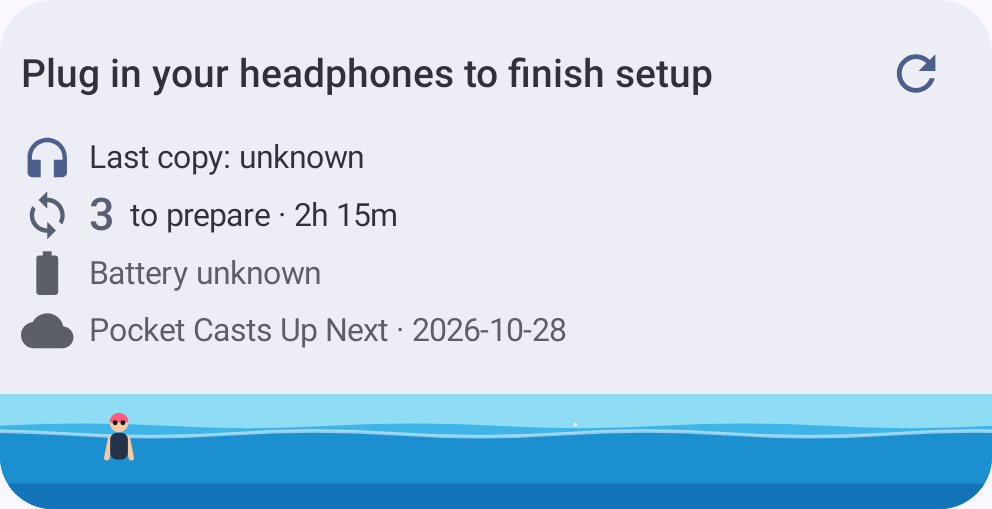 Plug in your headphones to finish setup
Last copy: unknown
3 to prepare · 2h 15m
Battery unknown
Pocket Casts Up Next · 2026-10-28